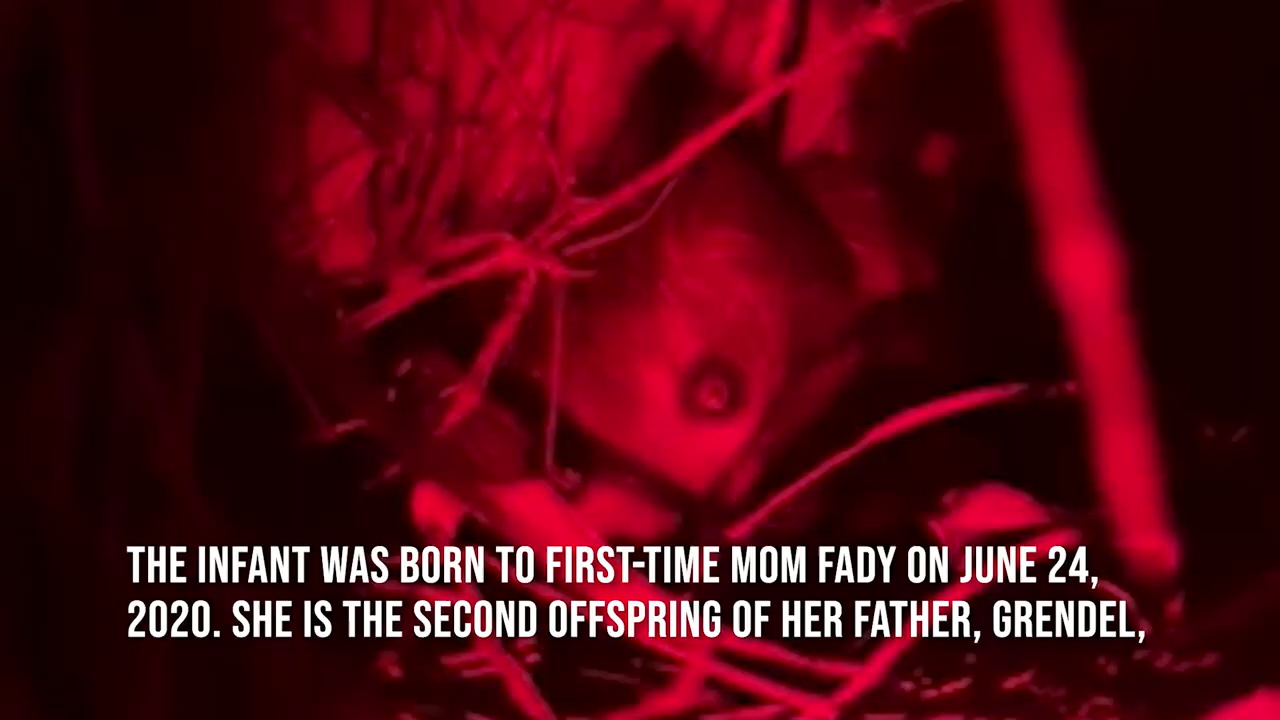 THE INFANT WAS BORN TO FIRST-TIME MOM FADY ON JUNE 24,
2020. SHE IS THE SECOND OFFSPRING OF HER FATHER, GRENDEL,